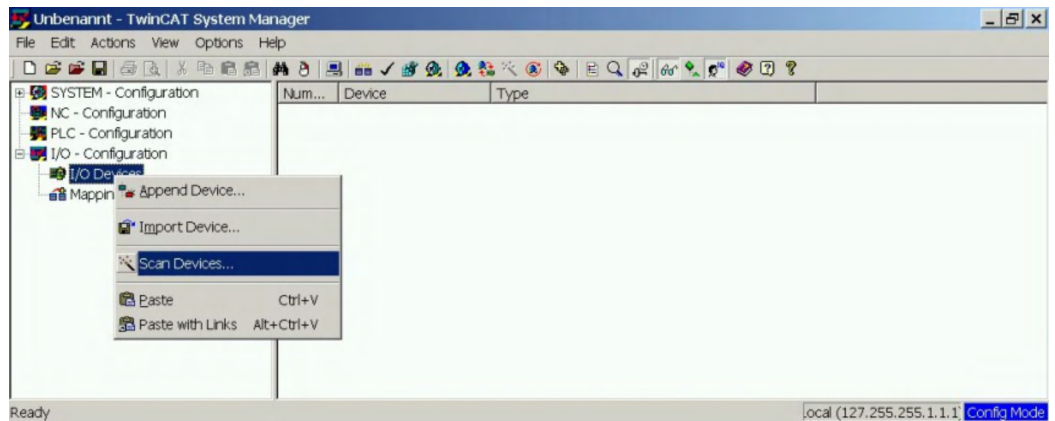 Unbenannt - TwinCAT System Manager
File Edit Actions View Options Help
SYSTEM - Configuration
NC - Configuration
PLC - Configuration
I/O - Configuration
I/O Devices
Mappin
Num... Device Type
Append Device...
Import Device...
Scan Devices...
Paste Ctrl+V
Paste with Links Alt+Ctrl+V
Ready
ocal (127.255.255.1.1.1) Config Mode